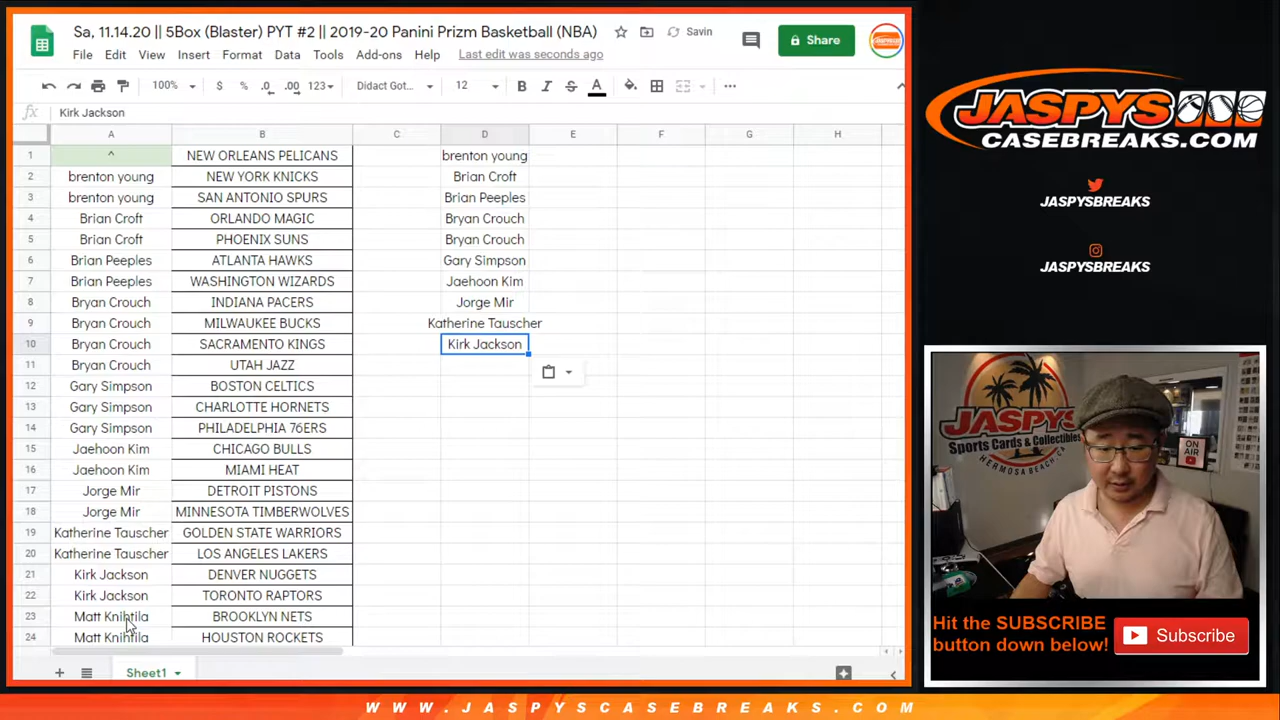 Sa, 11.14.20 || 5Box (Blaster) PYT #2 || 2019-20 Panini Prizm Basketball (NBA)
Savin
Share
File Edit View Insert Format Data Tools Add-ons Help Last edit was seconds ago
100% $ % .0 .00 123 Didact Got... 12 B I S A
fx Kirk Jackson
A B C D E F G H
1 ^ NEW ORLEANS PELICANS brenton young
2 brenton young NEW YORK KNICKS Brian Croft
3 brenton young SAN ANTONIO SPURS Brian Peeples
4 Brian Croft ORLANDO MAGIC Bryan Crouch
5 Brian Croft PHOENIX SUNS Bryan Crouch
6 Brian Peeples ATLANTA HAWKS Gary Simpson
7 Brian Peeples WASHINGTON WIZARDS Jaehoon Kim
8 Bryan Crouch INDIANA PACERS Jorge Mir
9 Bryan Crouch MILWAUKEE BUCKS Katherine Tauscher
10 Bryan Crouch SACRAMENTO KINGS Kirk Jackson
11 Bryan Crouch UTAH JAZZ
12 Gary Simpson BOSTON CELTICS
13 Gary Simpson CHARLOTTE HORNETS
14 Gary Simpson PHILADELPHIA 76ERS
15 Jaehoon Kim CHICAGO BULLS
16 Jaehoon Kim MIAMI HEAT
17 Jorge Mir DETROIT PISTONS
18 Jorge Mir MINNESOTA TIMBERWOLVES
19 Katherine Tauscher GOLDEN STATE WARRIORS
20 Katherine Tauscher LOS ANGELES LAKERS
21 Kirk Jackson DENVER NUGGETS
22 Kirk Jackson TORONTO RAPTORS
23 Matt Knihtila BROOKLYN NETS
24 Matt Knihtila HOUSTON ROCKETS
Sheet1
JASPYS
CASEBREAKS.COM
JASPYSBREAKS
JASPYSBREAKS
JASPYS
Sports Cards & Collectibles
HERMOSA BEACH, CA
ON AIR
Hit the SUBSCRIBE
button down below!
Subscribe
WWW.JASPYSCASEBREAKS.COM